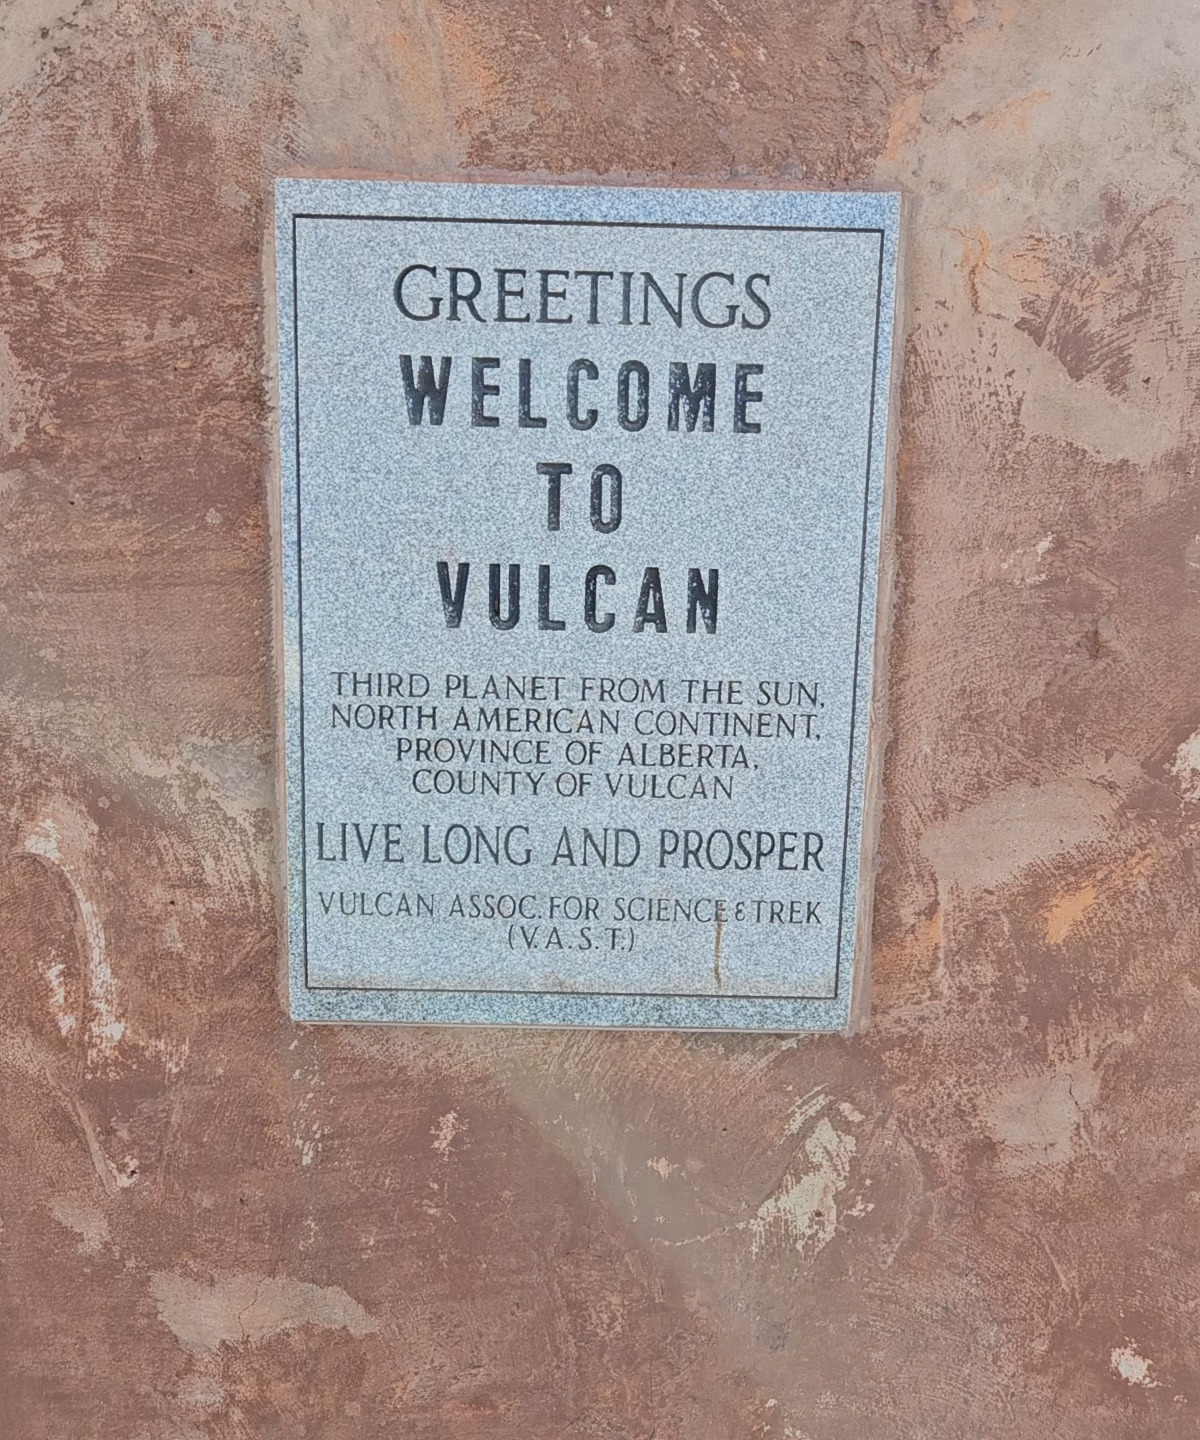 GREETINGS
WELCOME
TO
VULCAN
THIRD PLANET FROM THE SUN,
NORTH AMERICAN CONTINENT,
PROVINCE OF ALBERTA,
COUNTY OF VULCAN
LIVE LONG AND PROSPER
VULCAN ASSOC. FOR SCIENCE & TREK
(V.A.S.T.)